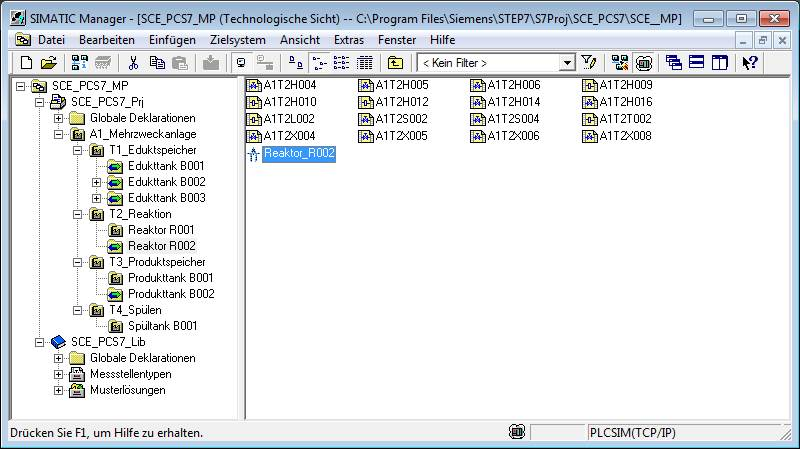 SIMATIC Manager - [SCE_PCS7_MP (Technologische Sicht) -- C:\Program Files\Siemens\STEP7\S7Proj\SCE_PCS7\SCE__MP]
Datei Bearbeiten Einfügen Zielsystem Ansicht Extras Fenster Hilfe
< Kein Filter >
SCE_PCS7_MP
SCE_PCS7_Prj
Globale Deklarationen
A1_Mehrzweckanlage
T1_Eduktspeicher
Edukttank B001
Edukttank B002
Edukttank B003
T2_Reaktion
Reaktor R001
Reaktor R002
T3_Produktspeicher
Produkttank B001
Produkttank B002
T4_Spülen
Spültank B001
SCE_PCS7_Lib
Globale Deklarationen
Messstellentypen
Musterlösungen
A1T2H004 A1T2H005 A1T2H006 A1T2H009
A1T2H010 A1T2H012 A1T2H014 A1T2H016
A1T2L002 A1T2S002 A1T2S004 A1T2T002
A1T2X004 A1T2X005 A1T2X006 A1T2X008
Reaktor_R002
Drücken Sie F1, um Hilfe zu erhalten. PLCSIM(TCP/IP)